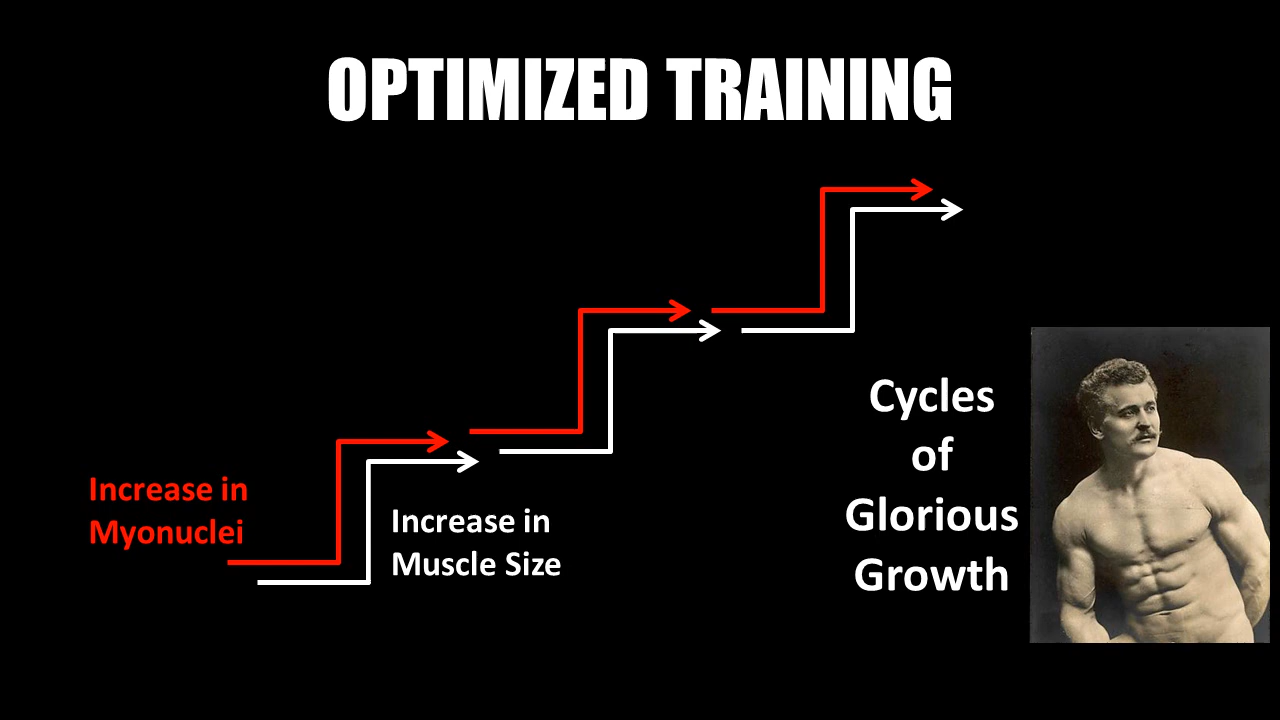 OPTIMIZED TRAINING
Increase in
Myonuclei
Increase in
Muscle Size
Cycles
of
Glorious
Growth